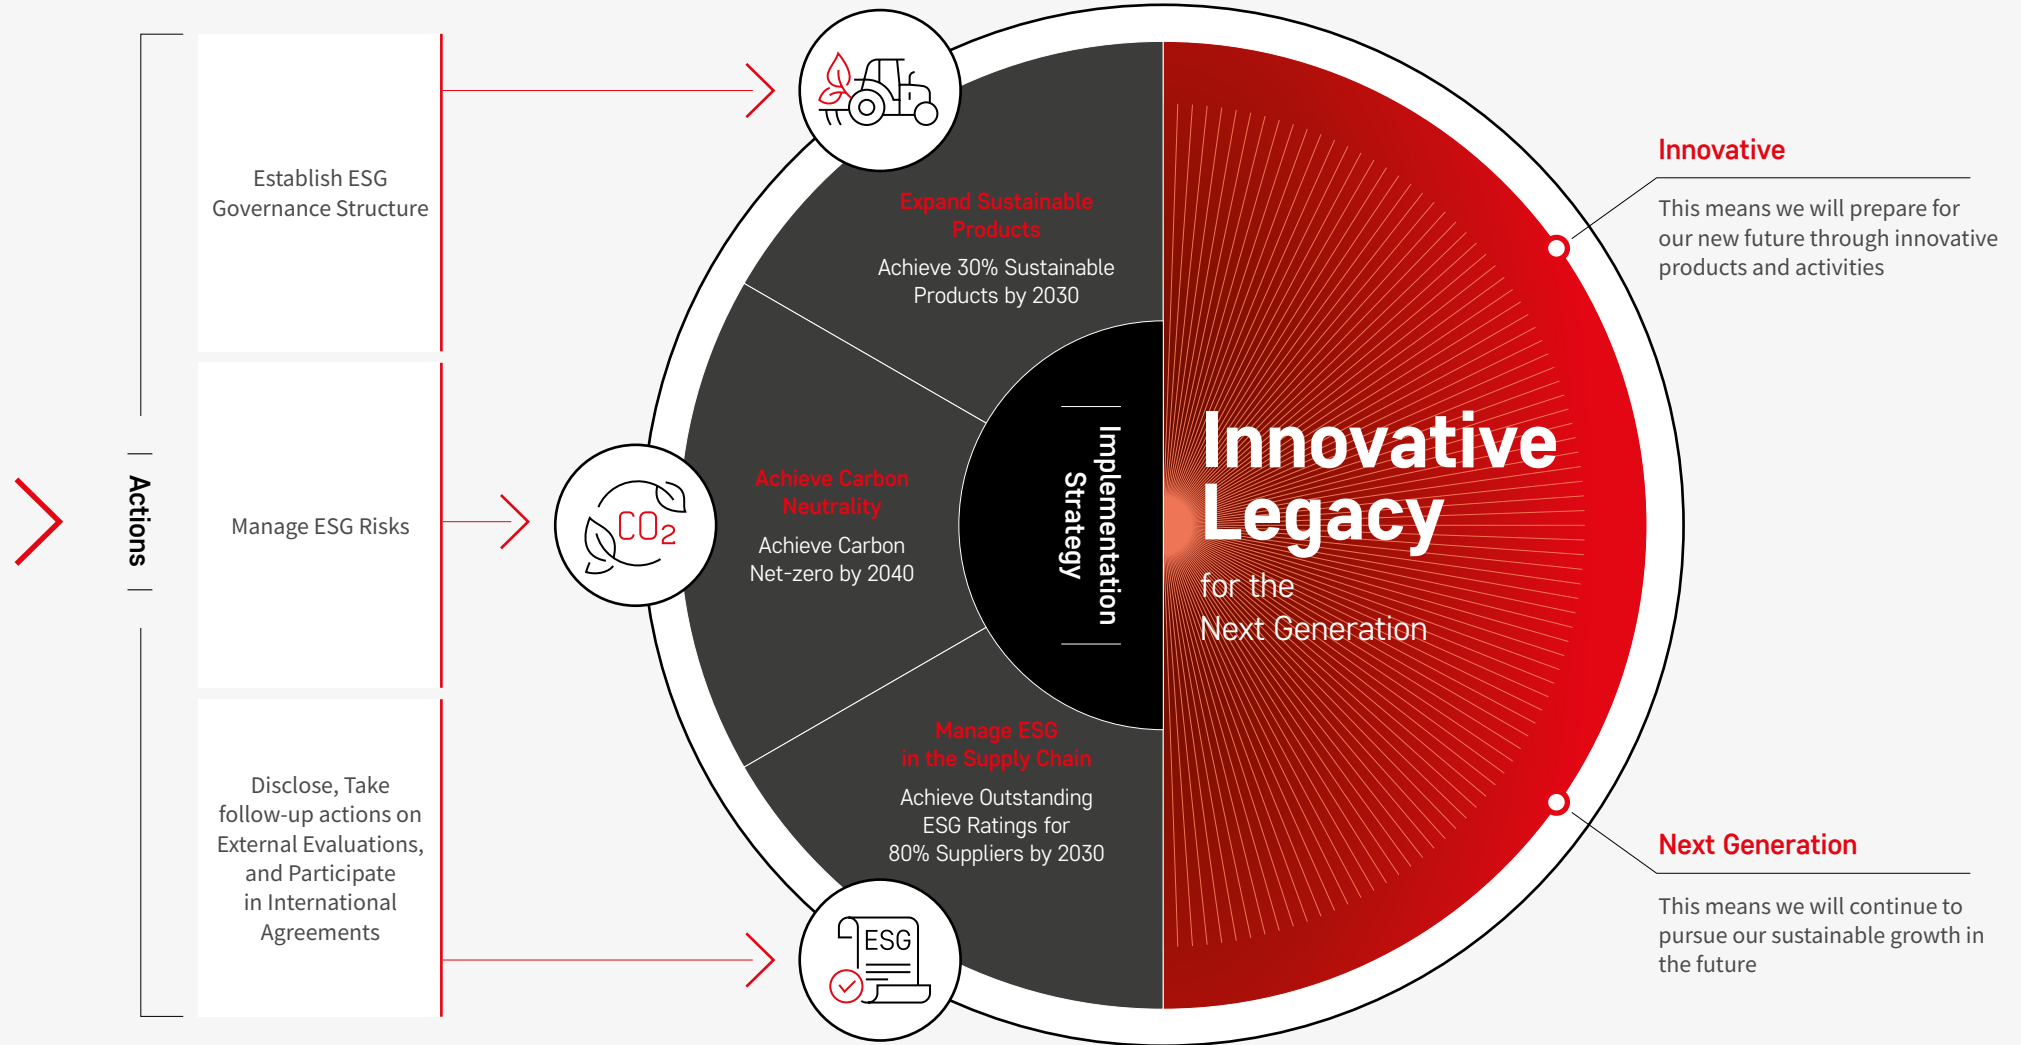 Actions
Establish ESG
Governance Structure
Manage ESG Risks
Disclose, Take
follow-up actions on
External Evaluations,
and Participate
in International
Agreements
Expand Sustainable
Products
Achieve 30% Sustainable
Products by 2030
CO2
Achieve Carbon
Neutrality
Achieve Carbon
Net-zero by 2040
Manage ESG
in the Supply Chain
Achieve Outstanding
ESG Ratings for
80% Suppliers by 2030
ESG
Implementation
Strategy
Innovative
Legacy
for the
Next Generation
Innovative
This means we will prepare for
our new future through innovative
products and activities
Next Generation
This means we will continue to
pursue our sustainable growth in
the future